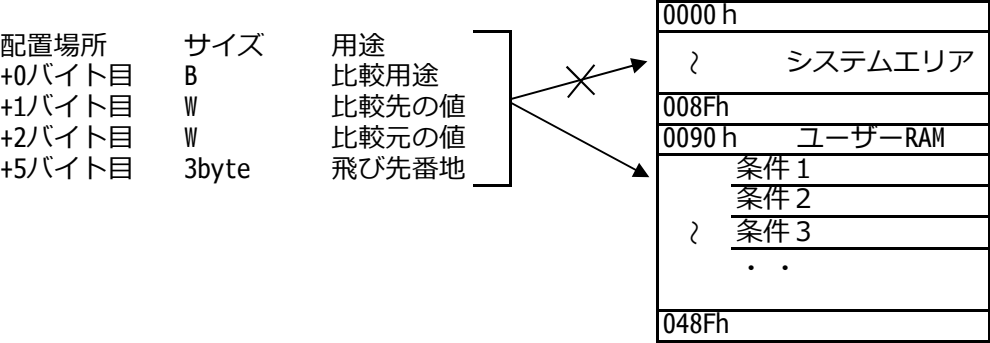 配置場所 サイズ 用途
+0バイト目 B 比較用途
+1バイト目 W 比較先の値
+2バイト目 W 比較元の値
+5バイト目 3byte 飛び先番地
0000ｈ
～ システムエリア
008Fh
0090ｈ ユーザーRAM
条件１
条件２
～ 条件３
・・
048Fh